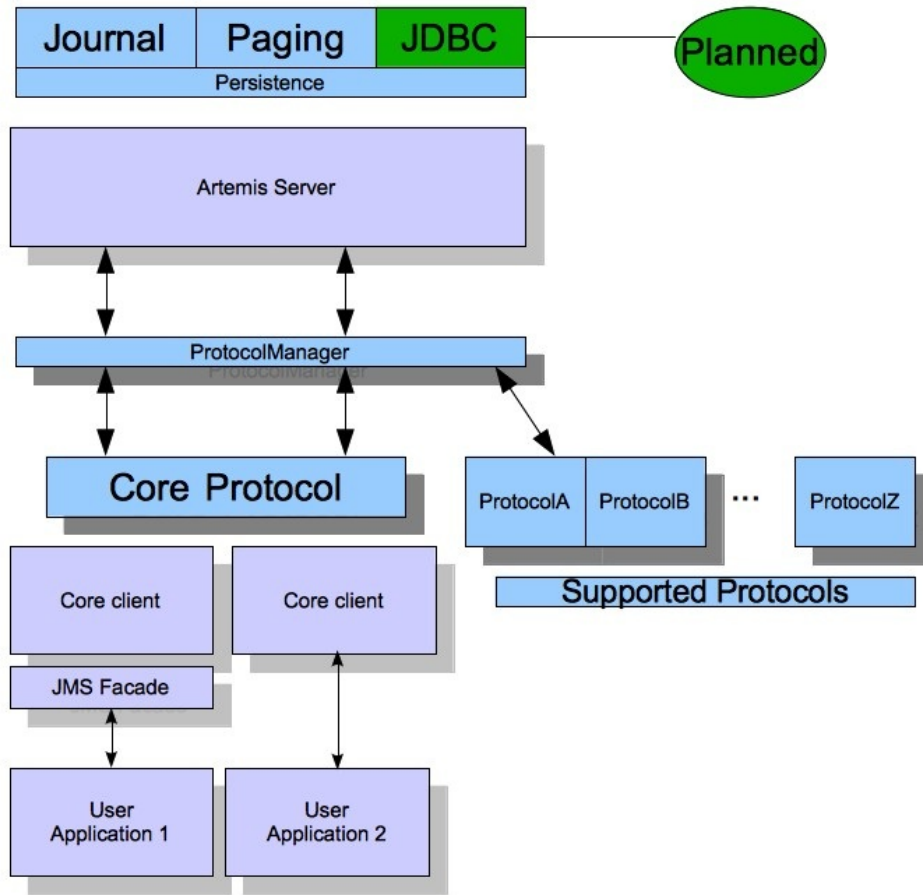 Journal Paging JDBC
Planned
Persistence
Artemis Server
ProtocolManager
Core Protocol
ProtocolA ProtocolB ... ProtocolZ
Supported Protocols
Core client
Core client
JMS Facade
User
Application 1
User
Application 2